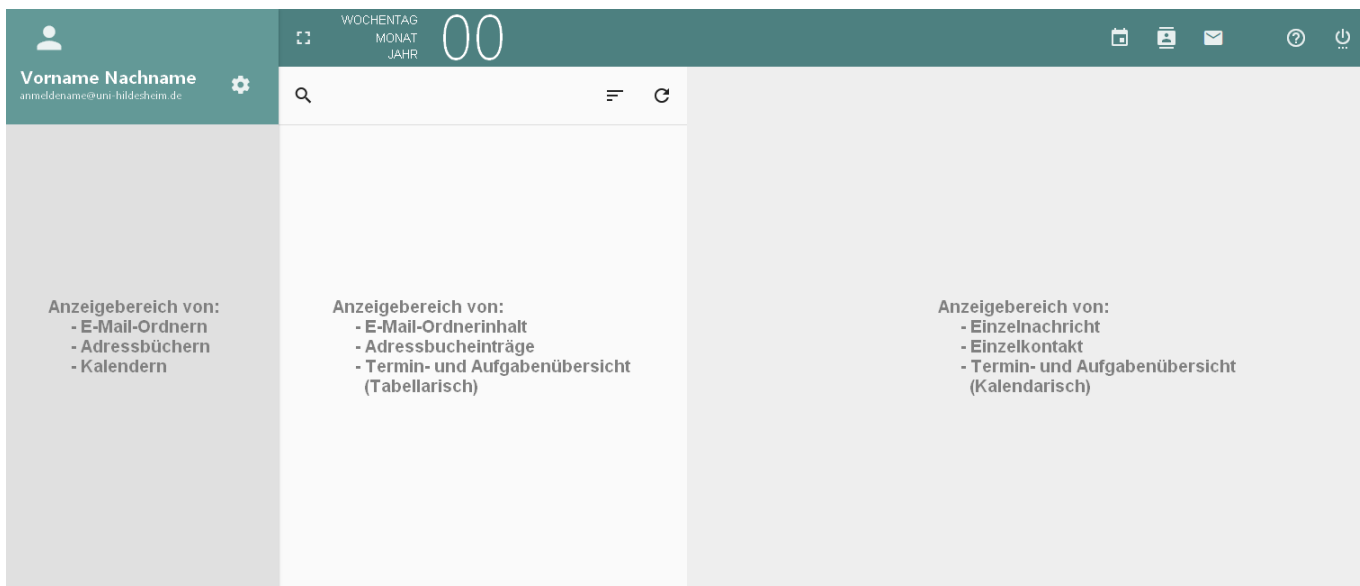 WOCHENTAG
MONAT
JAHR
00
Vorname Nachname
anmeldename@uni-hildesheim.de
Anzeigebereich von:
- E-Mail-Ordnern
- Adressbüchern
- Kalendern
Anzeigebereich von:
- E-Mail-Ordnerinhalt
- Adressbucheinträge
- Termin- und Aufgabenübersicht
(Tabellarisch)
Anzeigebereich von:
- Einzelnachricht
- Einzelkontakt
- Termin- und Aufgabenübersicht
(Kalendarisch)